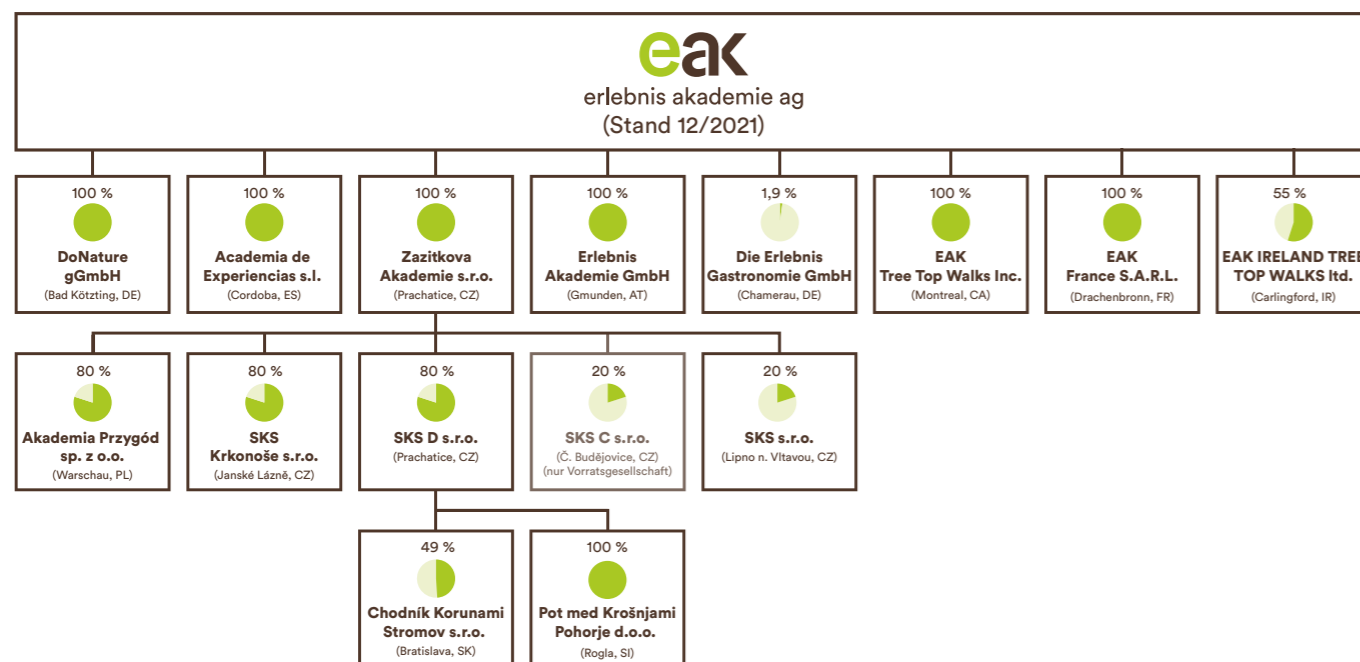 eak
erlebnis akademie ag
(Stand 12/2021)
100 %
DoNature
gGmbH
(Bad Kötzting, DE)
100 %
Academia de
Experiencias s.l.
(Cordoba, ES)
100 %
Zazitkova
Akademie s.r.o.
(Prachatice, CZ)
100 %
Erlebnis
Akademie GmbH
(Gmunden, AT)
1,9 %
Die Erlebnis
Gastronomie GmbH
(Chamerau, DE)
100 %
EAK
Tree Top Walks Inc.
(Montreal, CA)
100 %
EAK
France S.A.R.L.
(Drachenbronn, FR)
55 %
EAK IRELAND TREE
TOP WALKS ltd.
(Carlingford, IR)
80 %
Akademia Przygód
sp. z o.o.
(Warschau, PL)
80 %
SKS
Krkonoše s.r.o.
(Janské Lázně, CZ)
80 %
SKS D s.r.o.
(Prachatice, CZ)
20 %
SKS C s.r.o.
(Č. Budějovice, CZ)
(nur Vorratsgesellschaft)
20 %
SKS s.r.o.
(Lipno n. Vltavou, CZ)
49 %
Chodník Korunami
Stromov s.r.o.
(Bratislava, SK)
100 %
Pot med Krošnjami
Pohorje d.o.o.
(Rogla, SI)